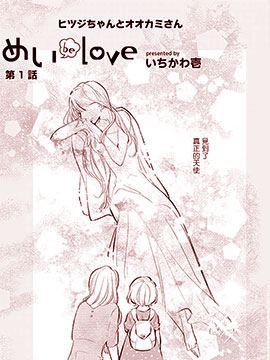 ヒツジちゃんとオオカミさん
めい be love
presented by
いちかわ壱
第1話
見到了
真正的天使